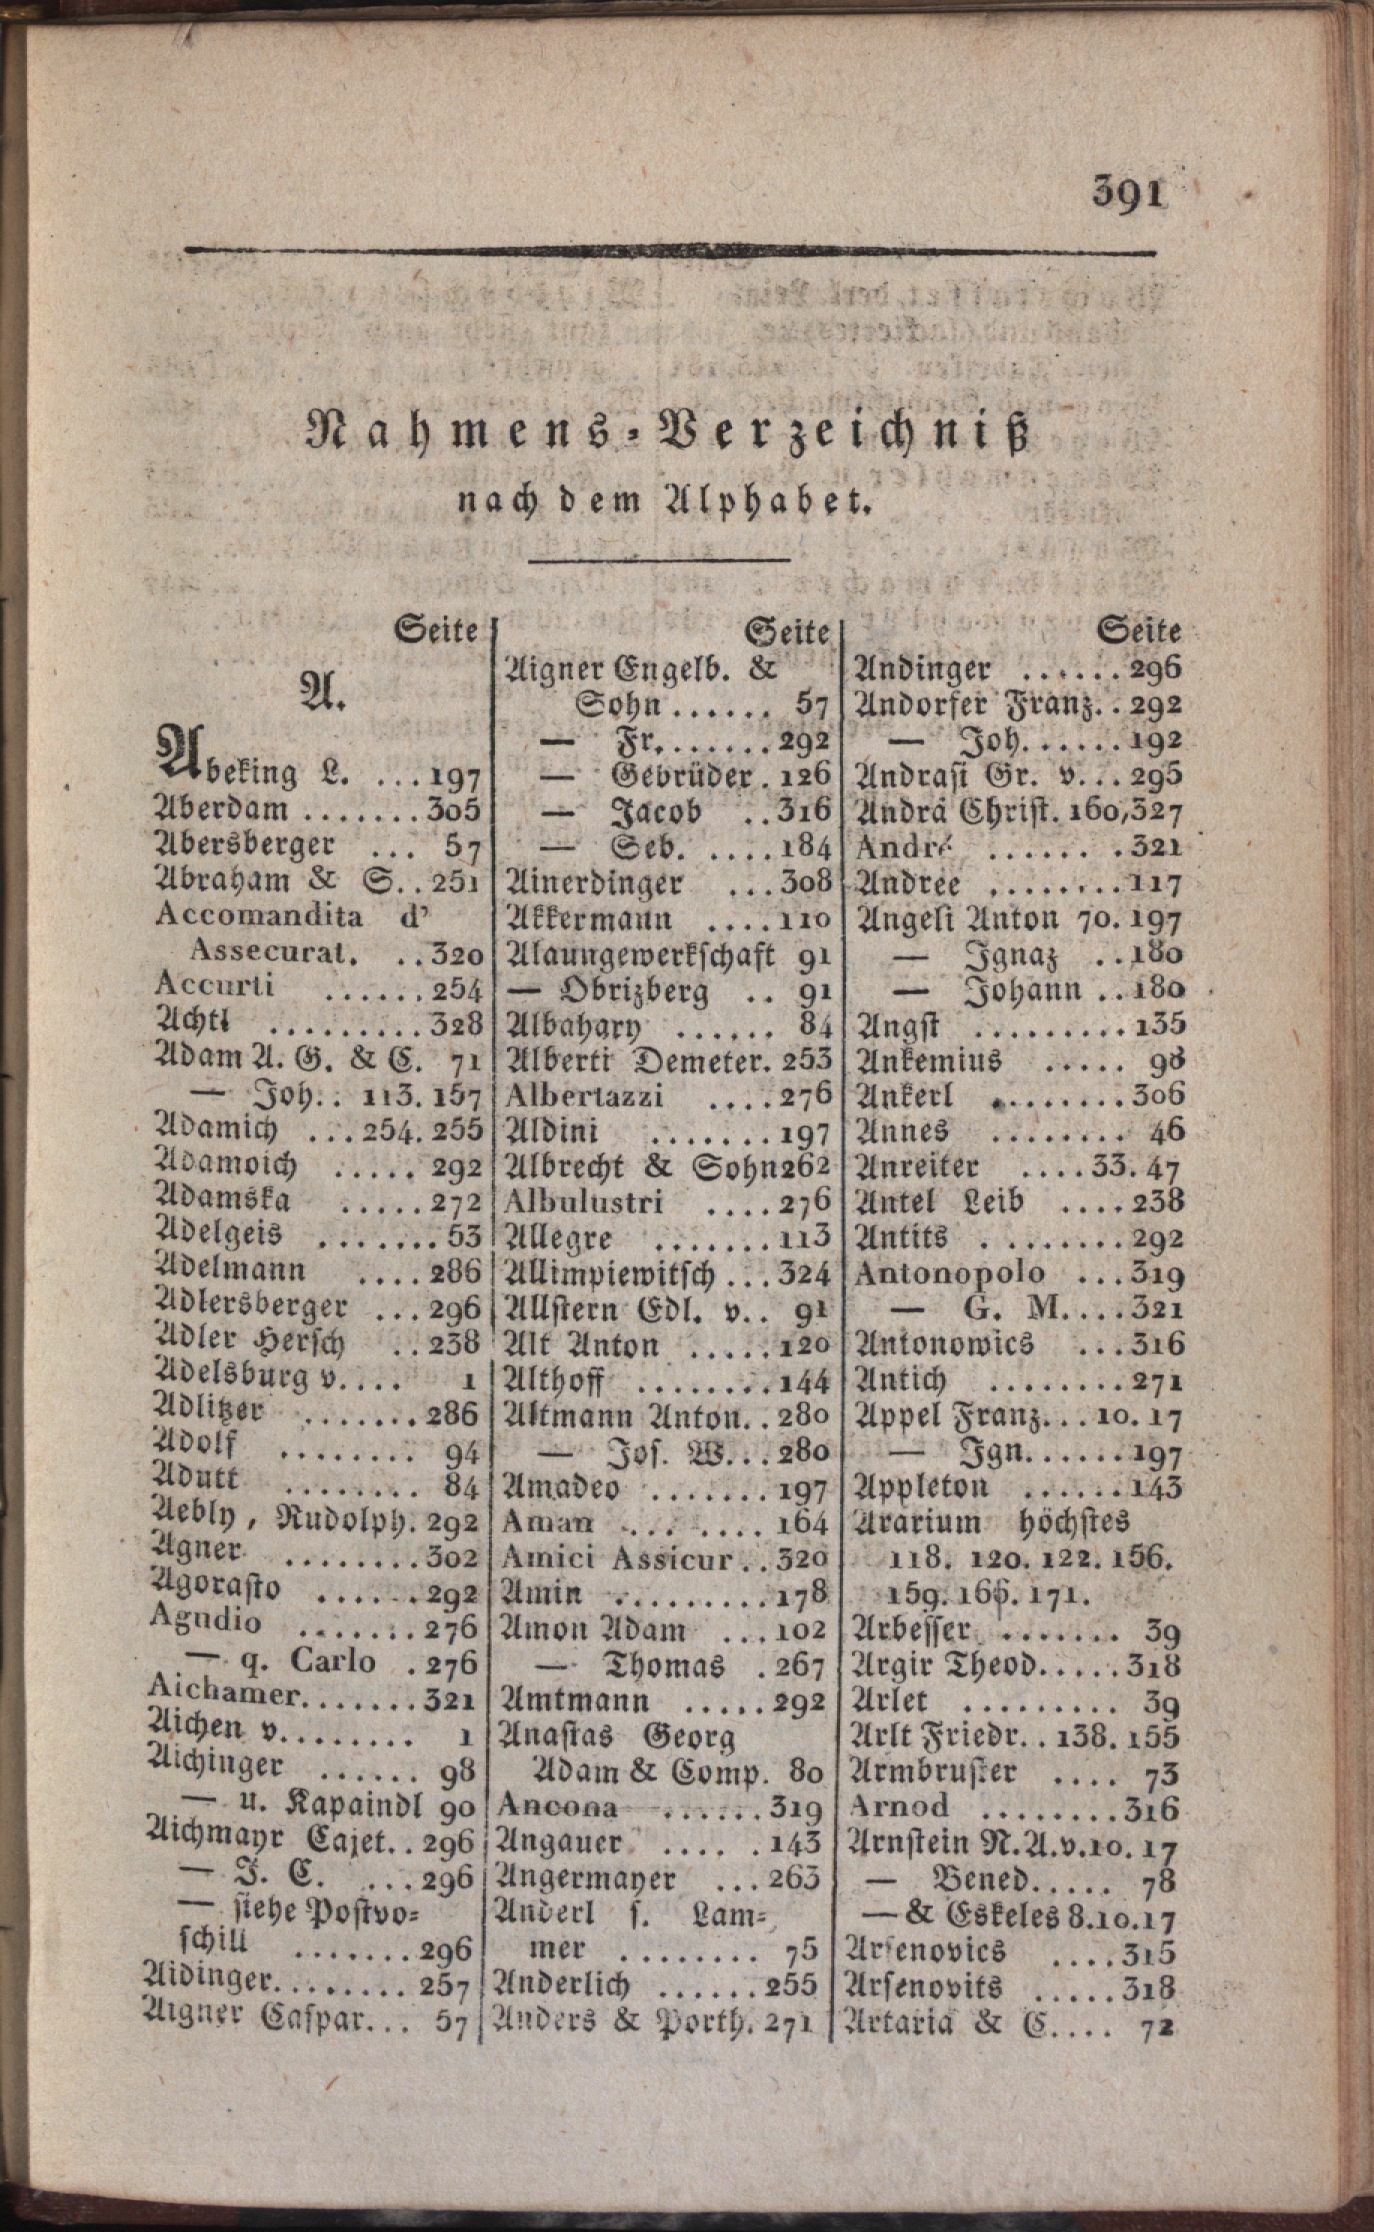 391
Nahmens-Verzeichniß
nach dem Alphabet.
Seite
A.
Abeking L. ... 197
Aberdam ....... 305
Abersberger ... 57
Abraham & S.. 251
Accomandita d'
Assecurat. .. 320
Accurti ...... 254
Achtl ......... 328
Adam A. G. & C. 71
— Joh.. 113. 157
Adamich ... 254. 255
Adamoich ..... 292
Adamska ..... 272
Adelgeis ....... 53
Adelmann .... 286
Adlersberger ... 296
Adler Hersch .. 238
Adelsburg v.... 1
Adlitzer ....... 286
Adolf ........ 94
Adutt ........ 84
Aebly, Rudolph. 292
Agner ........ 302
Agorasto ...... 292
Agudio ....... 276
— q. Carlo . 276
Aichamer....... 321
Aichen v........ 1
Aichinger ...... 98
— u. Kapaindl 90
Aichmayr Cajet.. 296
— J. C. ... 296
— siehe Postvo-
schill ....... 296
Aidinger........ 257
Aigner Caspar... 57
Seite
Aigner Engelb. &
Sohn ...... 57
— Fr........ 292
— Gebrüder . 126
— Jacob .. 316
— Seb. .... 184
Ainerdinger ... 308
Akkermann .... 110
Alaungewerkschaft 91
— Obrizberg .. 91
Albahary ...... 84
Alberti Demeter. 253
Albertazzi .... 276
Aldini ....... 197
Albrecht & Sohn 262
Albulustri .... 276
Allegre ....... 113
Allimpiewitsch ... 324
Allstern Edl. v.. 91
Alt Anton ..... 120
Althoff ........ 144
Altmann Anton.. 280
— Jos. W... 280
Amadeo ....... 197
Aman ... .... 164
Amici Assicur .. 320
Amin ......... 178
Amon Adam ... 102
— Thomas . 267
Amtmann ..... 292
Anastas Georg
Adam & Comp. 80
Ancona ...... 319
Angauer .... . 143
Angermayer ... 263
Anderl s. Lam-
mer ........ 75
Anderlich ...... 255
Anders & Porth. 271
Seite
Andinger ...... 296
Andorfer Franz.. 292
— Joh...... 192
Andrasi Gr. v... 295
Andrä Christ. 160,327
André ...... . 321
Andree ........ 117
Angeli Anton 70. 197
— Ignaz .. 180
— Johann .. 180
Angst ......... 135
Ankemius ..... 98
Ankerl ........ 306
Annes ........ 46
Anreiter .... 33. 47
Antel Leib .... 238
Antits . ....... 292
Antonopolo ... 319
— G. M.... 321
Antonowics ... 316
Antich ........ 271
Appel Franz... 10. 17
— Ign...... 197
Appleton ...... 143
Ararium höchstes
118. 120. 122. 156.
159. 166. 171.
Arbesser ....... 39
Argir Theod..... 318
Arlet ......... 39
Arlt Friedr.. 138. 155
Armbruster .... 73
Arnod ........ 316
Arnstein N. A. v. 10. 17
— Bened..... 78
— & Eskeles 8. 10. 17
Arsenovics .... 315
Arsenovits ..... 318
Artaria & C.... 72